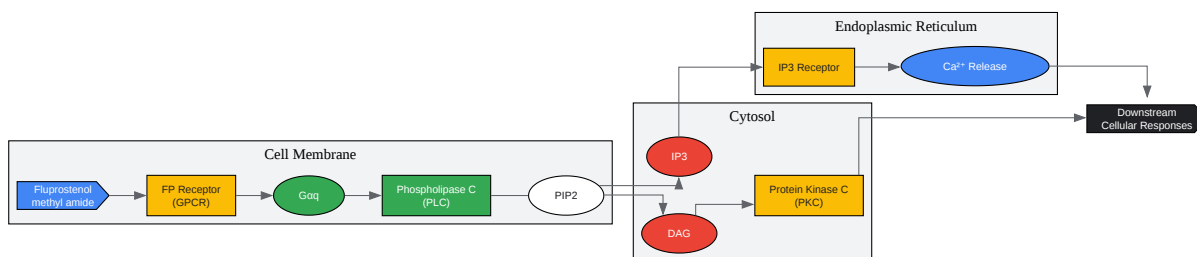 Endoplasmic Reticulum
IP3 Receptor
Ca²⁺ Release
Cytosol
Downstream
Cellular Responses
Cell Membrane
IP3
Fluprostenol
methyl amide
FP Receptor
(GPCR)
Gαq
Phospholipase C
(PLC)
PIP2
Protein Kinase C
(PKC)
DAG